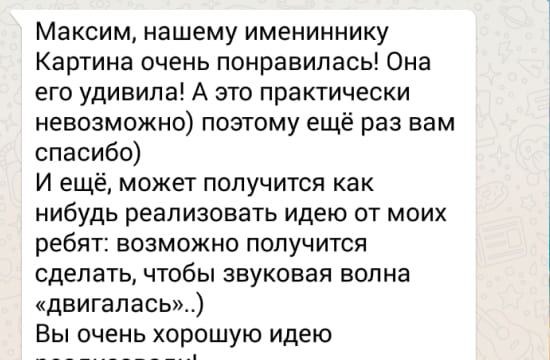 Максим, нашему имениннику
Картина очень понравилась! Она
его удивила! А это практически
невозможно) поэтому ещё раз вам
спасибо)
И ещё, может получится как
нибудь реализовать идею от моих
ребят: возможно получится
сделать, чтобы звуковая волна
«двигалась»..)
Вы очень хорошую идею